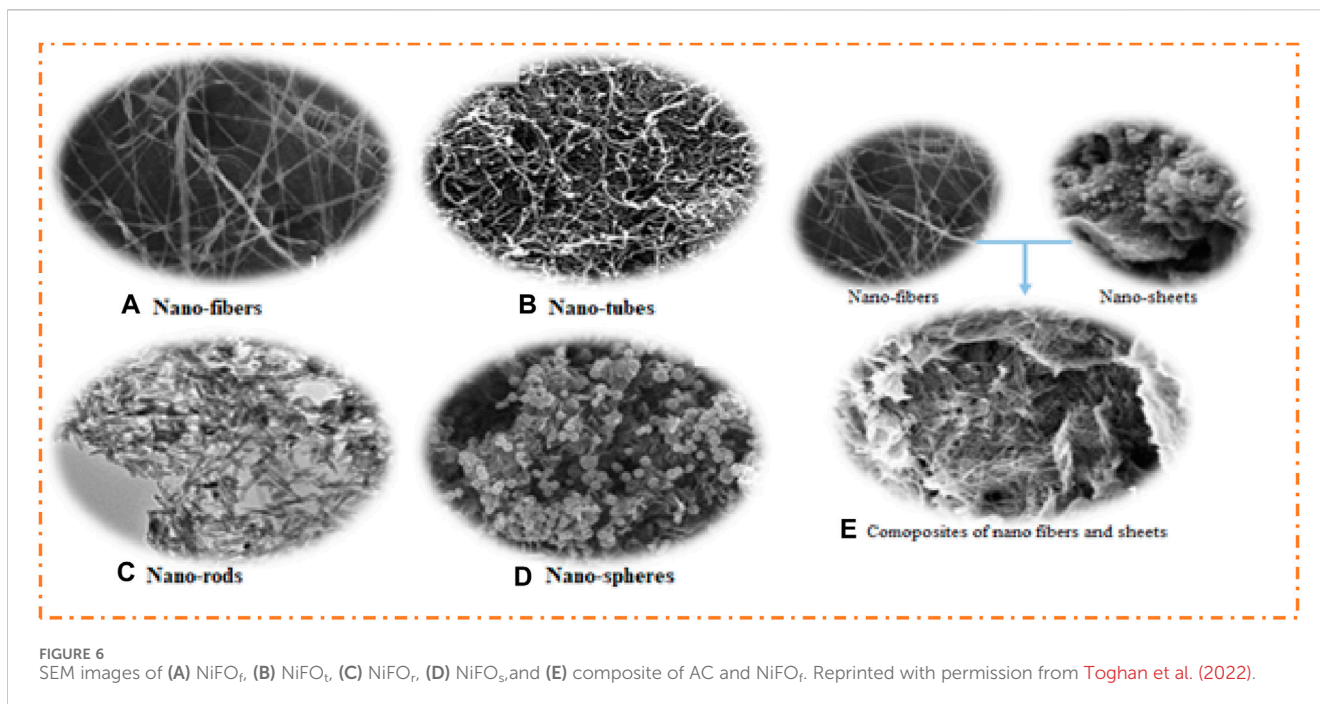 A Nano-fibers
B Nano-tubes
Nano-fibers
Nano-sheets
C Nano-rods
D Nano-spheres
E Comoposites of nano fibers and sheets
FIGURE 6
SEM images of (A) NiFOf, (B) NiFOt, (C) NiFOr, (D) NiFOs,and (E) composite of AC and NiFOf. Reprinted with permission from Toghan et al. (2022).